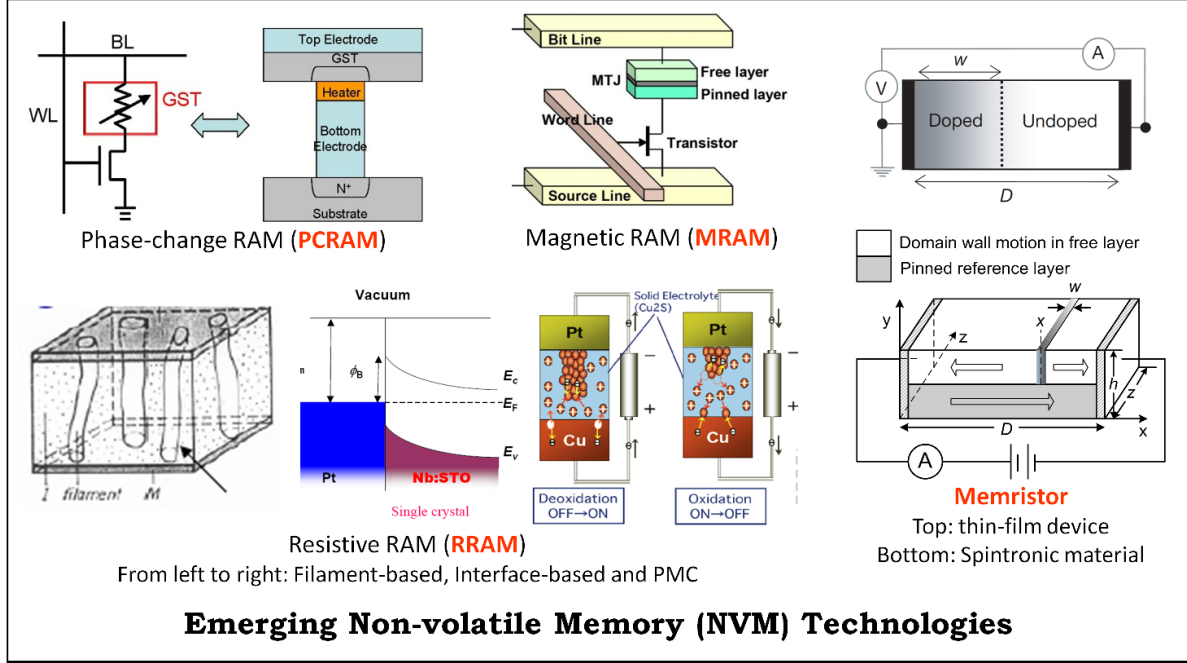 BL
WL
GST
Top Electrode
GST
Heater
Bottom
Electrode
N+
Substrate
Phase-change RAM (PCRAM)
Bit Line
MTJ
Free layer
Pinned layer
Word Line
Transistor
Source Line
Magnetic RAM (MRAM)
A
w
V
Doped
Undoped
D
Domain wall motion in free layer
Pinned reference layer
w
y
z
x
h
z
D
x
A
Memristor
Top: thin-film device
Bottom: Spintronic material
I filament M
Vacuum
ϕB
Ec
EF
Ev
Pt
Nb:STO
Single crystal
Solid Electrolyte
(Cu2S)
Pt
e
−
+
Cu
e
Deoxidation
OFF→ON
Pt
e
−
+
Cu
e
Oxidation
ON→OFF
Resistive RAM (RRAM)
From left to right: Filament-based, Interface-based and PMC
Emerging Non-volatile Memory (NVM) Technologies